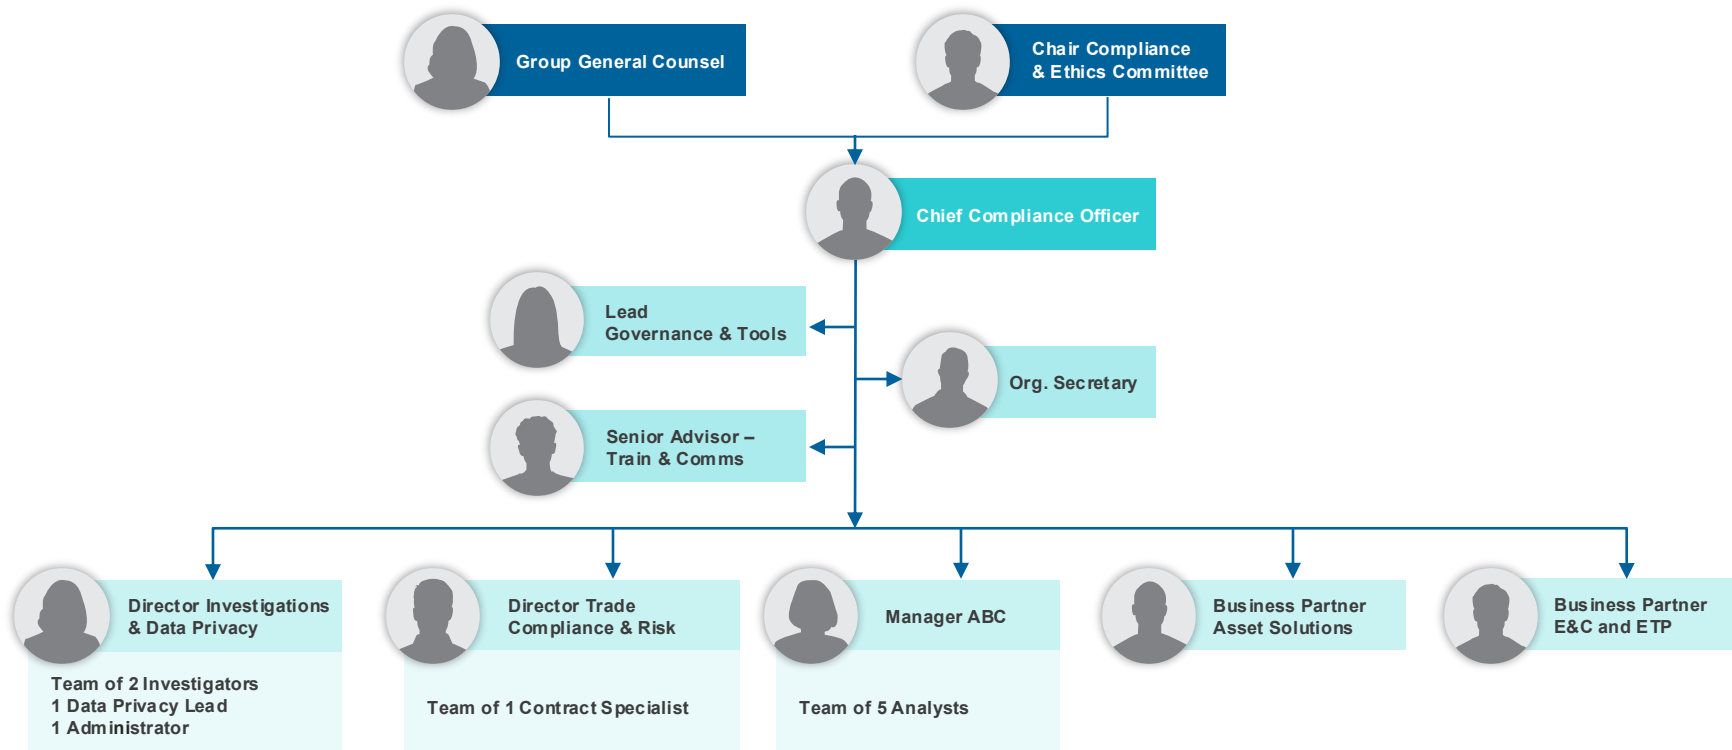 Group General Counsel
Chair Compliance
& Ethics Committee
Chief Compliance Officer
Lead
Governance & Tools
Org. Secretary
Senior Advisor –
Train & Comms
Director Investigations
& Data Privacy
Team of 2 Investigators
1 Data Privacy Lead
1 Administrator
Director Trade
Compliance & Risk
Team of 1 Contract Specialist
Manager ABC
Team of 5 Analysts
Business Partner
Asset Solutions
Business Partner
E&C and ETP